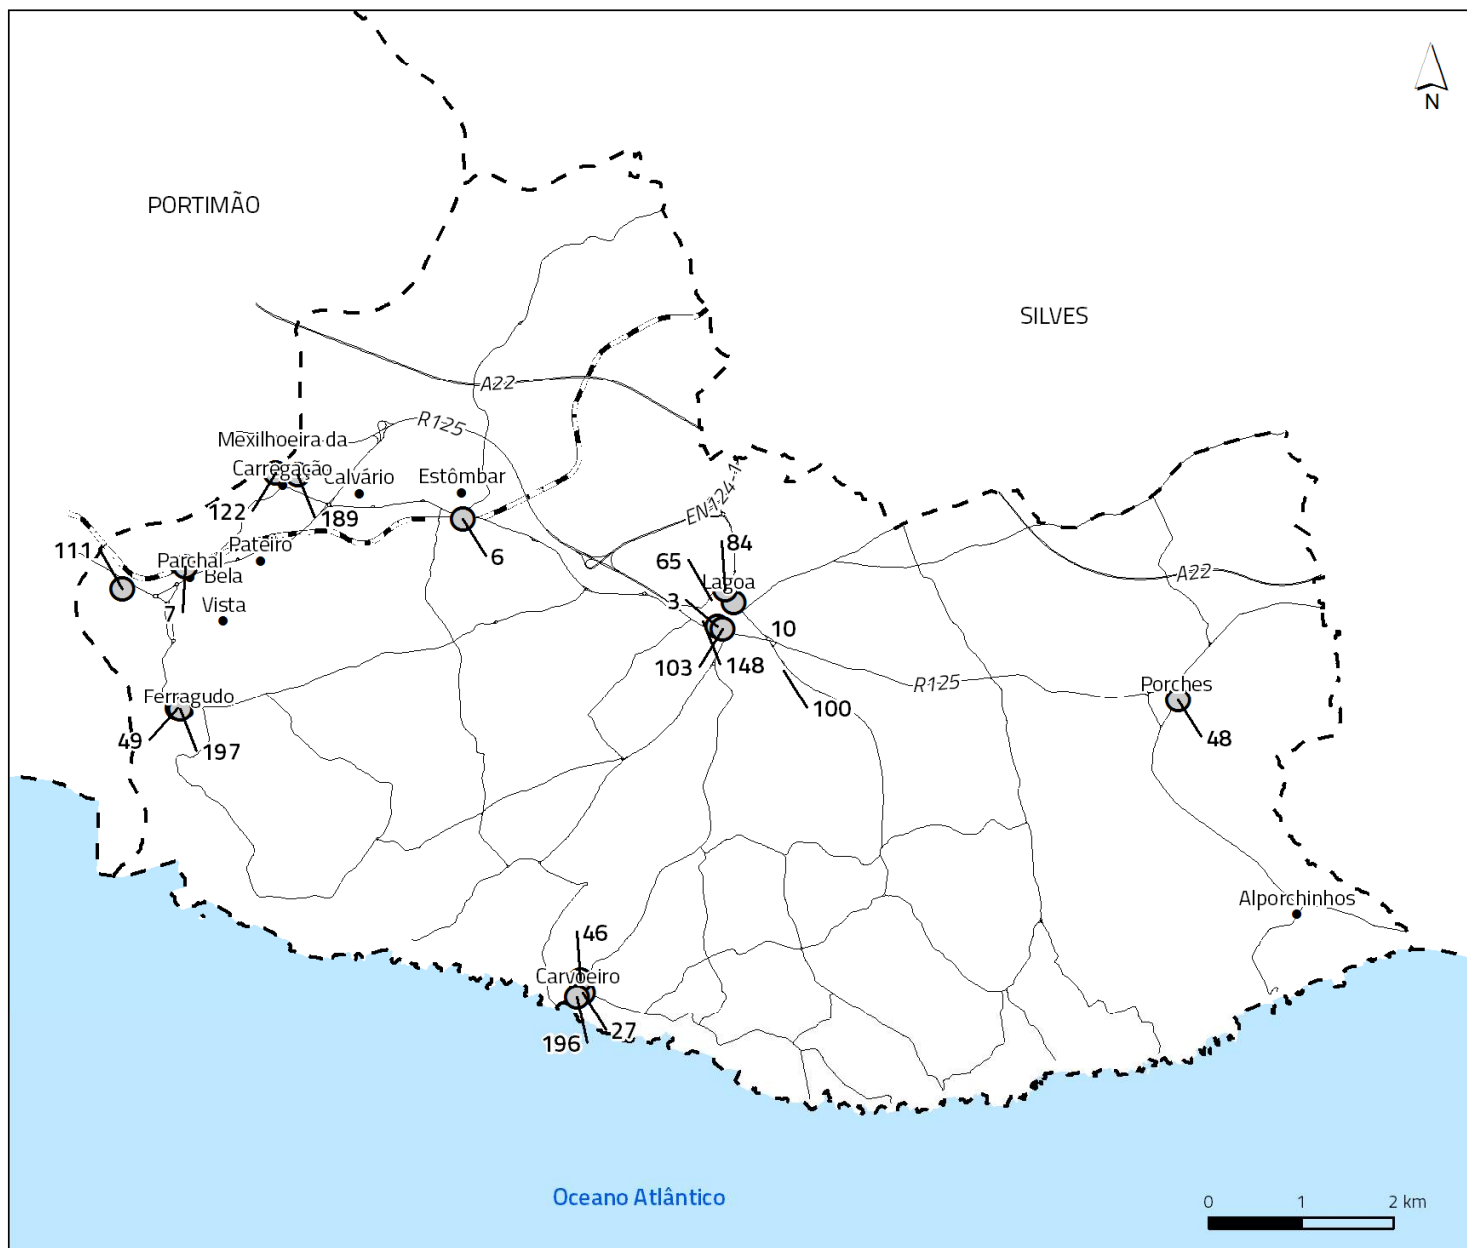 N
PORTIMÃO
SILVES
A22
R125
Mexilhoeira da
Carregação
Calvário
Estômbar
122
189
EN124-1
111
Pateiro
Parchal
Bela
Vista
7
6
65
84
Lagoa
A22
3
10
103
148
R125
100
Porches
48
Ferragudo
49
197
Alporchinhos
46
Carvoeiro
27
196
Oceano Atlântico
0 1 2 km